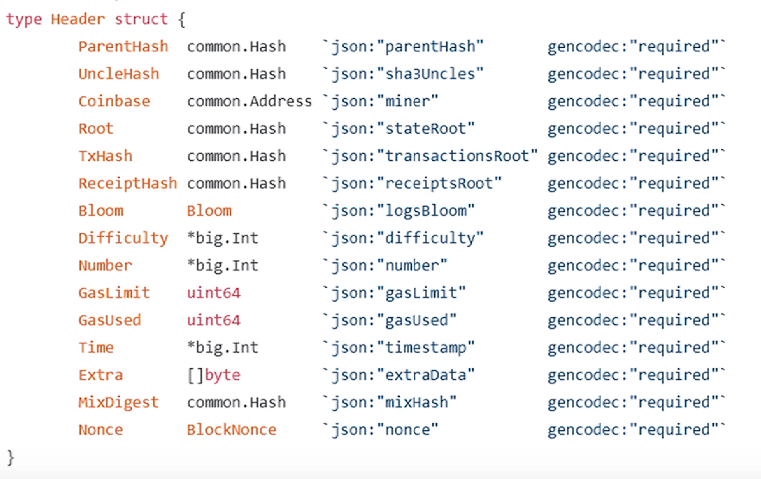 type Header struct {
ParentHash common.Hash `json:"parentHash" gencodec:"required"`
UncleHash common.Hash `json:"sha3Uncles" gencodec:"required"`
Coinbase common.Address `json:"miner" gencodec:"required"`
Root common.Hash `json:"stateRoot" gencodec:"required"`
TxHash common.Hash `json:"transactionsRoot" gencodec:"required"`
ReceiptHash common.Hash `json:"receiptsRoot" gencodec:"required"`
Bloom Bloom `json:"logsBloom" gencodec:"required"`
Difficulty *big.Int `json:"difficulty" gencodec:"required"`
Number *big.Int `json:"number" gencodec:"required"`
GasLimit uint64 `json:"gasLimit" gencodec:"required"`
GasUsed uint64 `json:"gasUsed" gencodec:"required"`
Time *big.Int `json:"timestamp" gencodec:"required"`
Extra []byte `json:"extraData" gencodec:"required"`
MixDigest common.Hash `json:"mixHash" gencodec:"required"`
Nonce BlockNonce `json:"nonce" gencodec:"required"`
}